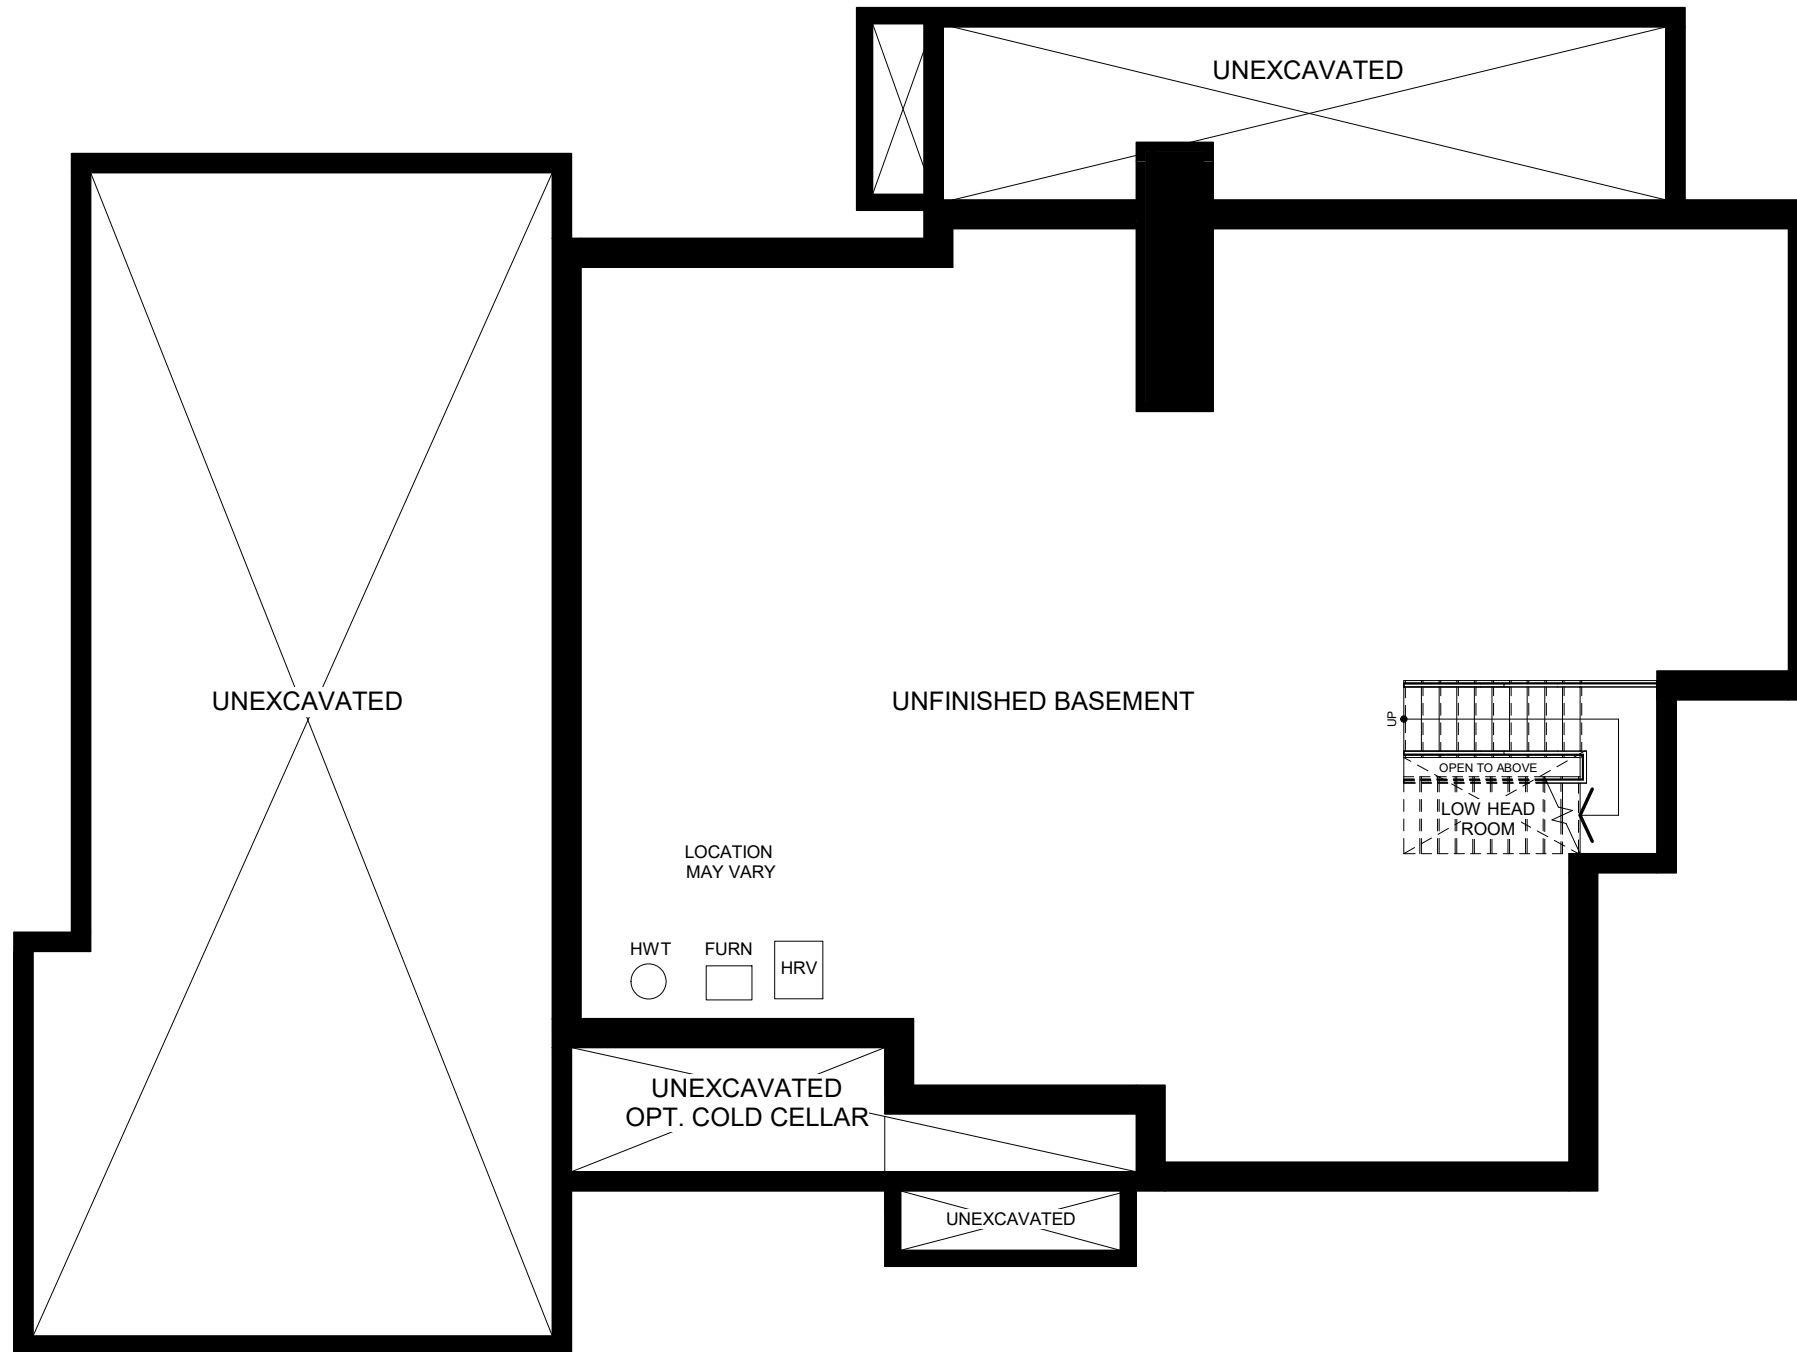 UNEXCAVATED
UNEXCAVATED
UNFINISHED BASEMENT
UP
OPEN TO ABOVE
LOW HEAD
ROOM
LOCATION
MAY VARY
HWT
FURN
HRV
UNEXCAVATED
OPT. COLD CELLAR
UNEXCAVATED